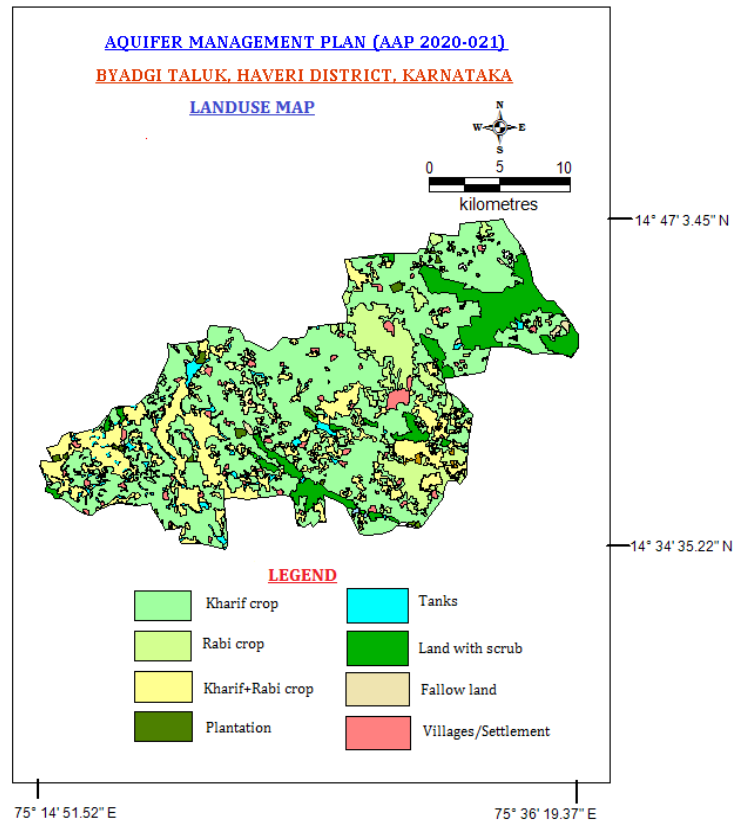 AQUIFER MANAGEMENT PLAN (AAP 2020-021)
BYADGI TALUK, HAVERI DISTRICT, KARNATAKA
LANDUSE MAP
N
W E
S
0 5 10
kilometres
14° 47' 3.45" N
14° 34' 35.22" N
LEGEND
Kharif crop
Tanks
Rabi crop
Land with scrub
Kharif+Rabi crop
Fallow land
Plantation
Villages/Settlement
75° 14' 51.52" E
75° 36' 19.37" E